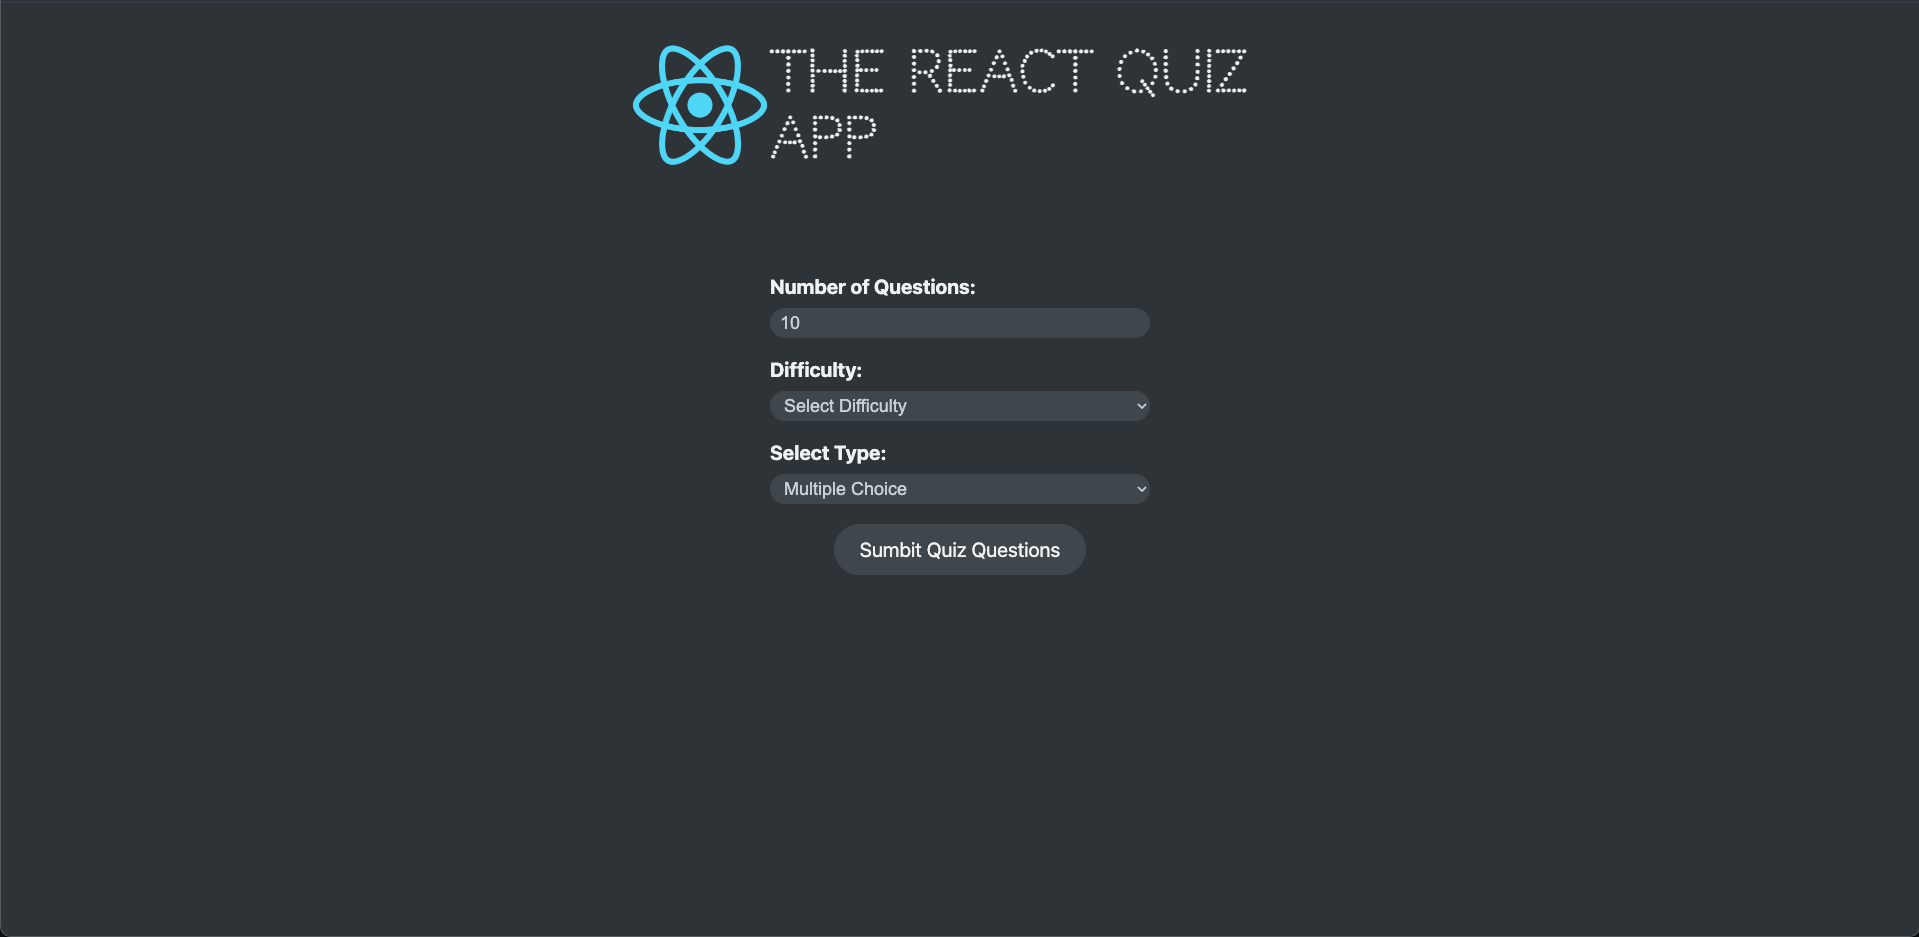 THE REACT QUIZ
APP
Number of Questions:
10
Difficulty:
Select Difficulty
Select Type:
Multiple Choice
Sumbit Quiz Questions